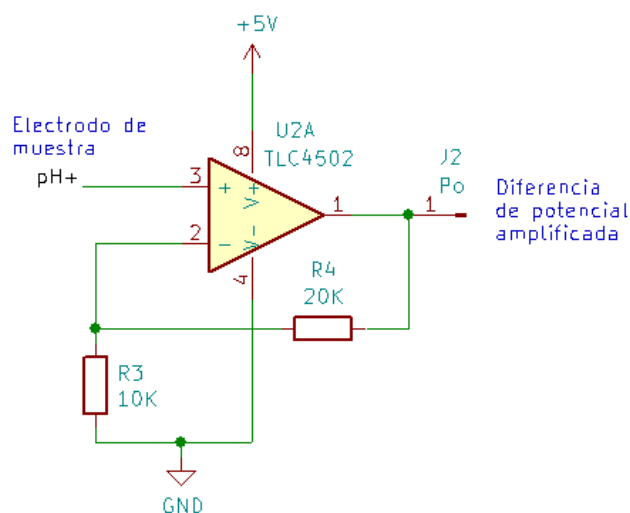 +5V
Electrodo de
muestra
pH+
U2A
TLC4502
8
3
+
V+
2
−
V-
4
1
J2
Po
1
Diferencia
de potencial
amplificada
R4
20K
R3
10K
GND